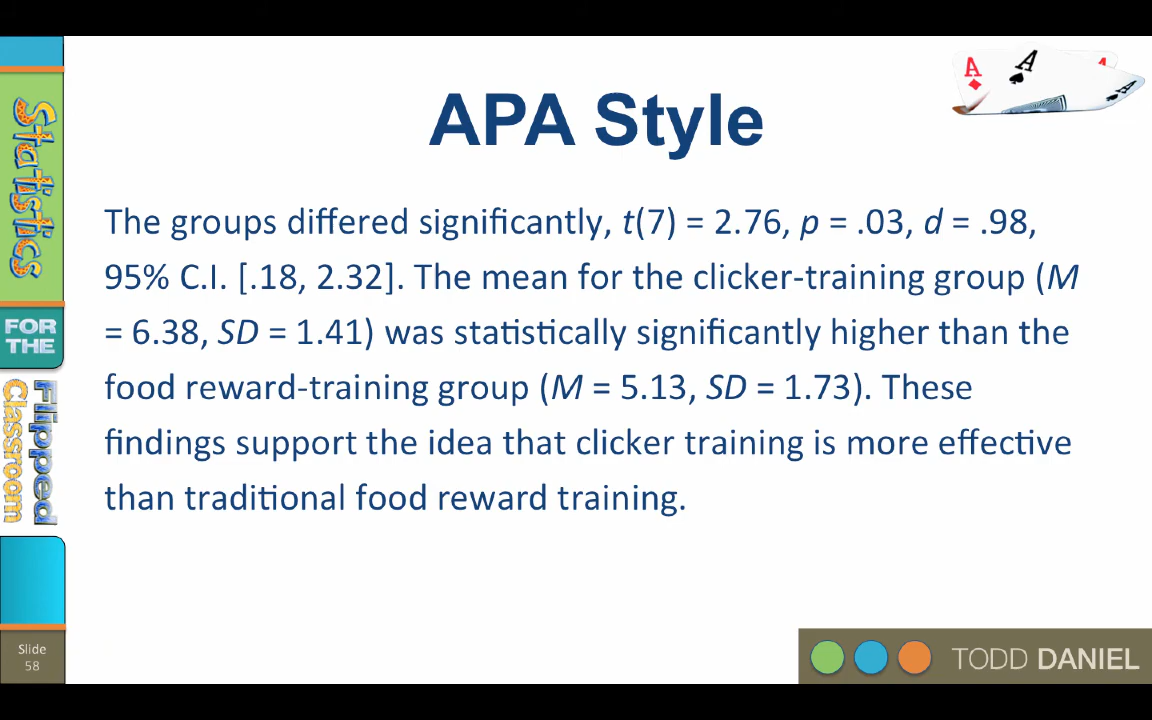 APA Style
The groups differed significantly, t(7) = 2.76, p = .03, d = .98,
95% C.I. [.18, 2.32]. The mean for the clicker-training group (M
= 6.38, SD = 1.41) was statistically significantly higher than the
food reward-training group (M = 5.13, SD = 1.73). These
findings support the idea that clicker training is more effective
than traditional food reward training.
Statistics
FOR
THE
Flipped
Classroom
Slide
58
A
A
A
A
TODD DANIEL